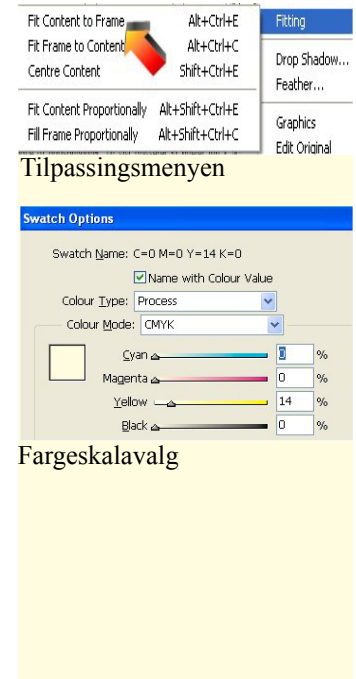 Fit Content to Frame Alt+Ctrl+E Fitting
Fit Frame to Content Alt+Ctrl+C
Centre Content Shift+Ctrl+E
Drop Shadow...
Feather...
Fit Content Proportionally Alt+Shift+Ctrl+E
Fill Frame Proportionally Alt+Shift+Ctrl+C
Graphics
Edit Original
Tilpassingsmenyen
Swatch Options
Swatch Name: C=0 M=0 Y=14 K=0
Name with Colour Value
Colour Type: Process
Colour Mode: CMYK
Cyan 0 %
Magenta 0 %
Yellow 14 %
Black 0 %
Fargeskalavalg